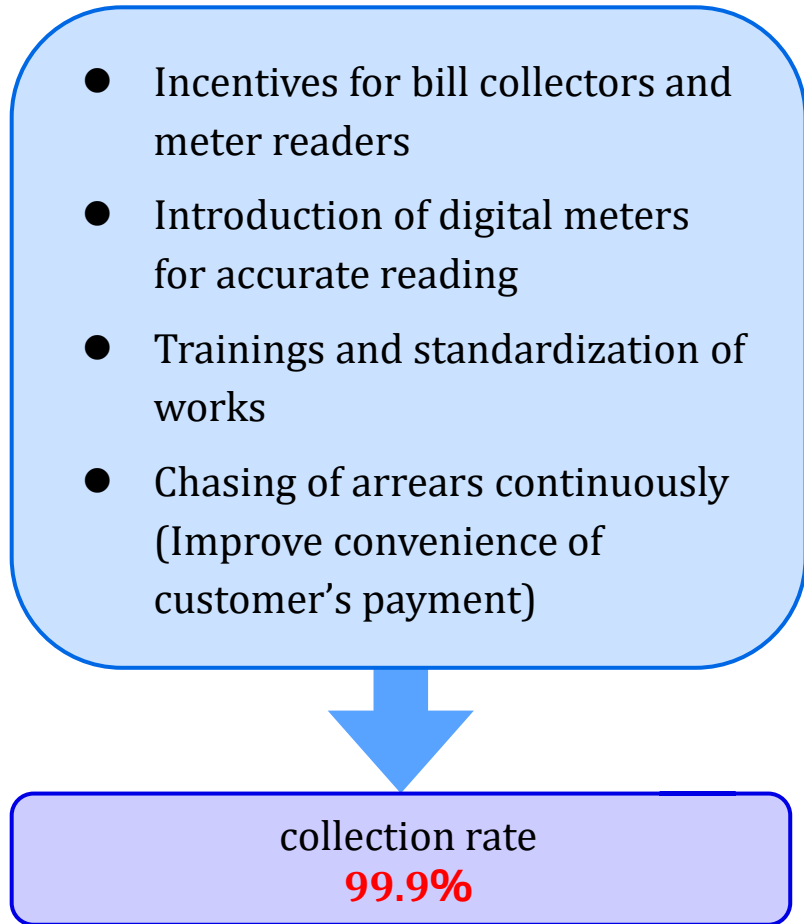 ● Incentives for bill collectors and
meter readers
● Introduction of digital meters
for accurate reading
● Trainings and standardization of
works
● Chasing of arrears continuously
(Improve convenience of
customer’s payment)
collection rate
99.9%